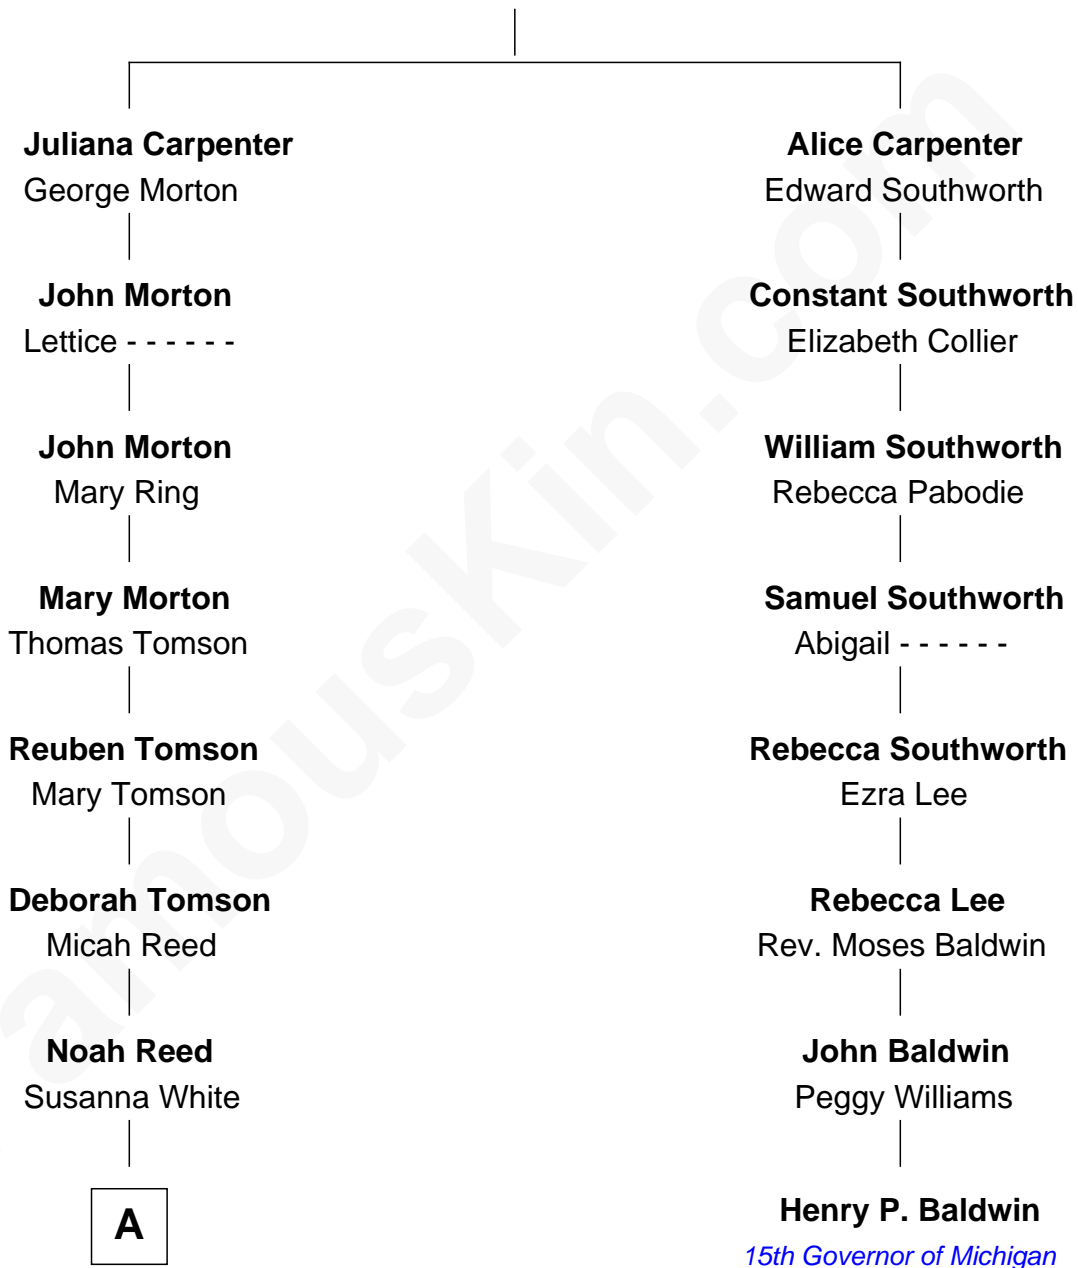 Juliana Carpenter
George Morton
Alice Carpenter
Edward Southworth
John Morton
Lettice - - - - - -
Constant Southworth
Elizabeth Collier
John Morton
Mary Ring
William Southworth
Rebecca Pabodie
Mary Morton
Thomas Tomson
Samuel Southworth
Abigail - - - - - -
Reuben Tomson
Mary Tomson
Rebecca Southworth
Ezra Lee
Deborah Tomson
Micah Reed
Rebecca Lee
Rev. Moses Baldwin
Noah Reed
Susanna White
John Baldwin
Peggy Williams
A
Henry P. Baldwin
15th Governor of Michigan
amousKin.com